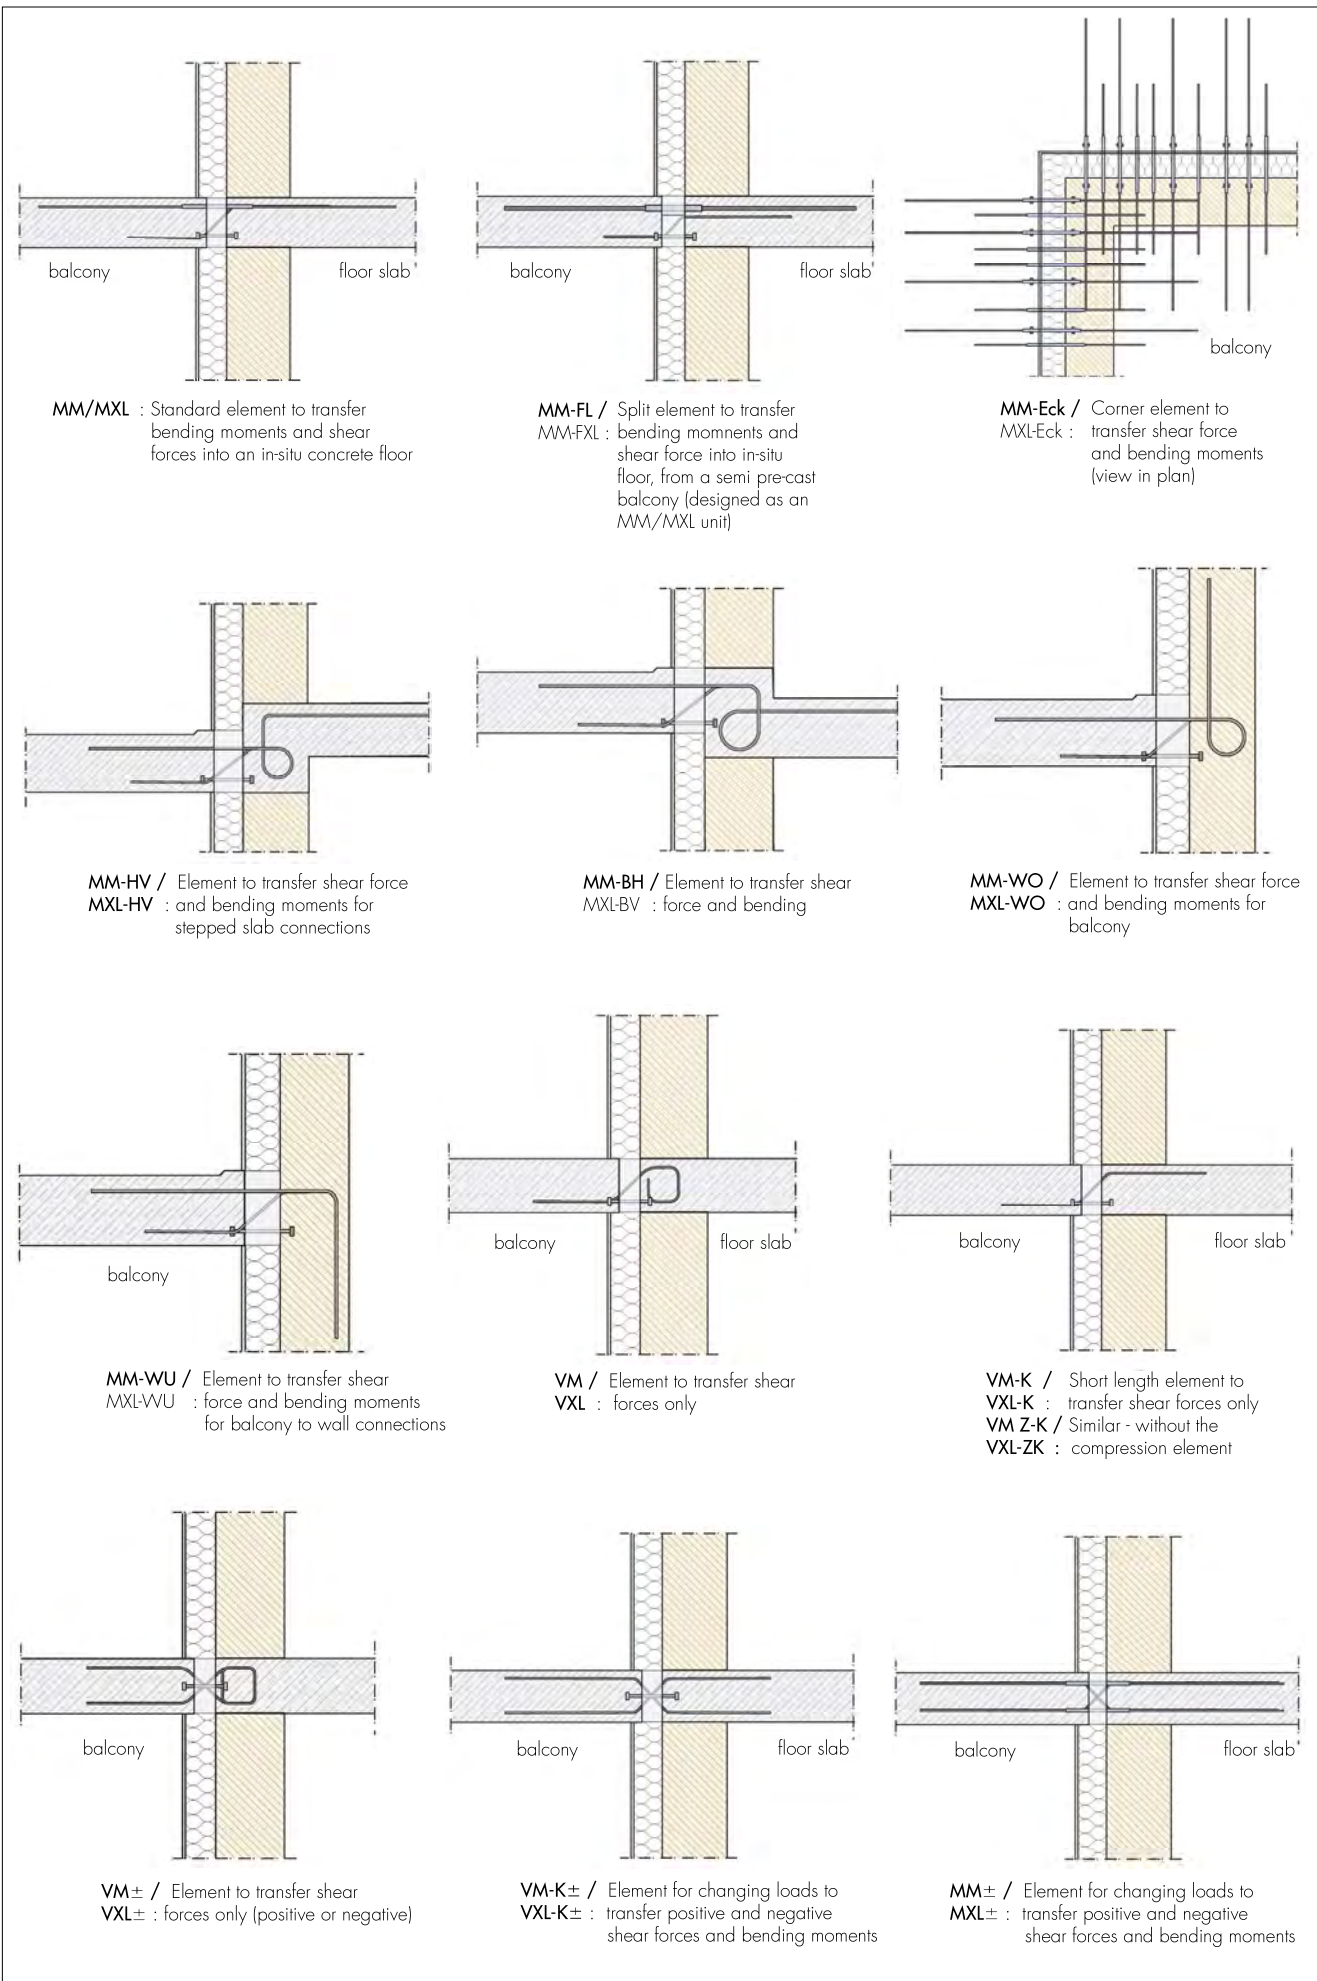 balcony
floor slab
MM/MXL : Standard element to transfer
bending moments and shear
forces into an in-situ concrete floor
balcony
floor slab
MM-FL / Split element to transfer
MM-FXL : bending momnents and
shear force into in-situ
floor, from a semi pre-cast
balcony (designed as an
MM/MXL unit)
balcony
MM-Eck / Corner element to
MXL-Eck : transfer shear force
and bending moments
(view in plan)
MM-HV / Element to transfer shear force
MXL-HV : and bending moments for
stepped slab connections
MM-BH / Element to transfer shear
MXL-BV : force and bending
MM-WO / Element to transfer shear force
MXL-WO : and bending moments for
balcony
balcony
MM-WU / Element to transfer shear
MXL-WU : force and bending moments
for balcony to wall connections
balcony
floor slab
VM / Element to transfer shear
VXL : forces only
balcony
floor slab
VM-K / Short length element to
VXL-K : transfer shear forces only
VM Z-K / Similar - without the
VXL-ZK : compression element
balcony
VM± / Element to transfer shear
VXL± : forces only (positive or negative)
balcony
floor slab
VM-K± / Element for changing loads to
VXL-K± : transfer positive and negative
shear forces and bending moments
balcony
floor slab
MM± / Element for changing loads to
MXL± : transfer positive and negative
shear forces and bending moments